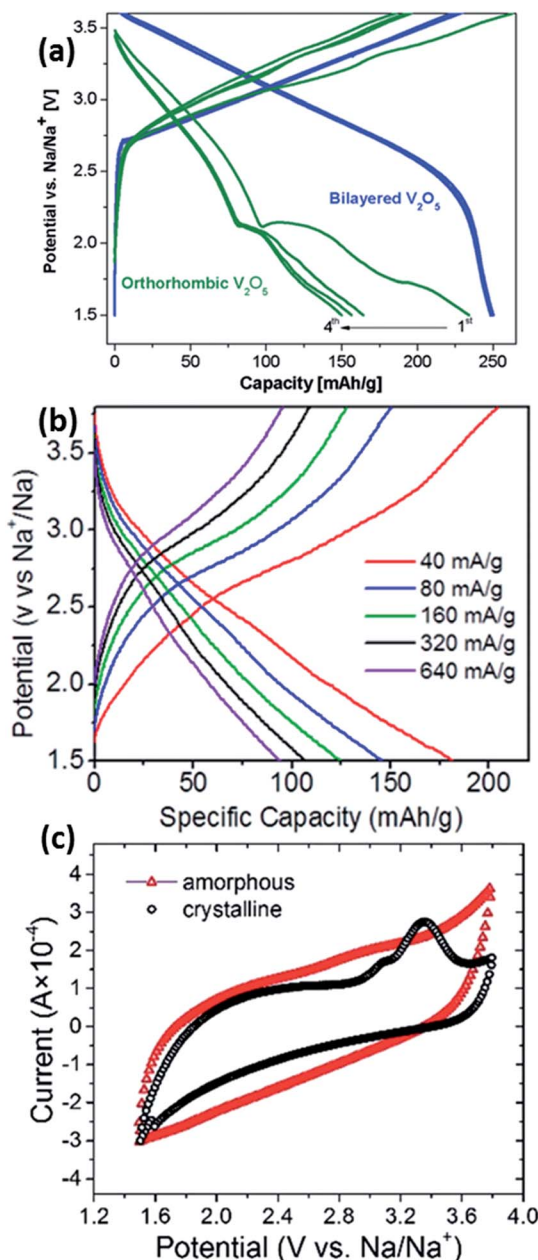 (a)
3.5
3.0
2.5
2.0
1.5
Potential vs. Na/Na⁺ [V]
Bilayered V₂O₅
Orthorhombic V₂O₅
4ᵗʰ
1ˢᵗ
0 50 100 150 200 250
Capacity [mAh/g]
(b)
3.5
3.0
2.5
2.0
1.5
Potential (v vs Na⁺/Na)
40 mA/g
80 mA/g
160 mA/g
320 mA/g
640 mA/g
0 50 100 150 200
Specific Capacity (mAh/g)
(c)
4
3
2
1
0
-1
-2
-3
-4
Current (A×10⁻⁴)
amorphous
crystalline
1.2 1.6 2.0 2.4 2.8 3.2 3.6 4.0
Potential (V vs. Na/Na⁺)